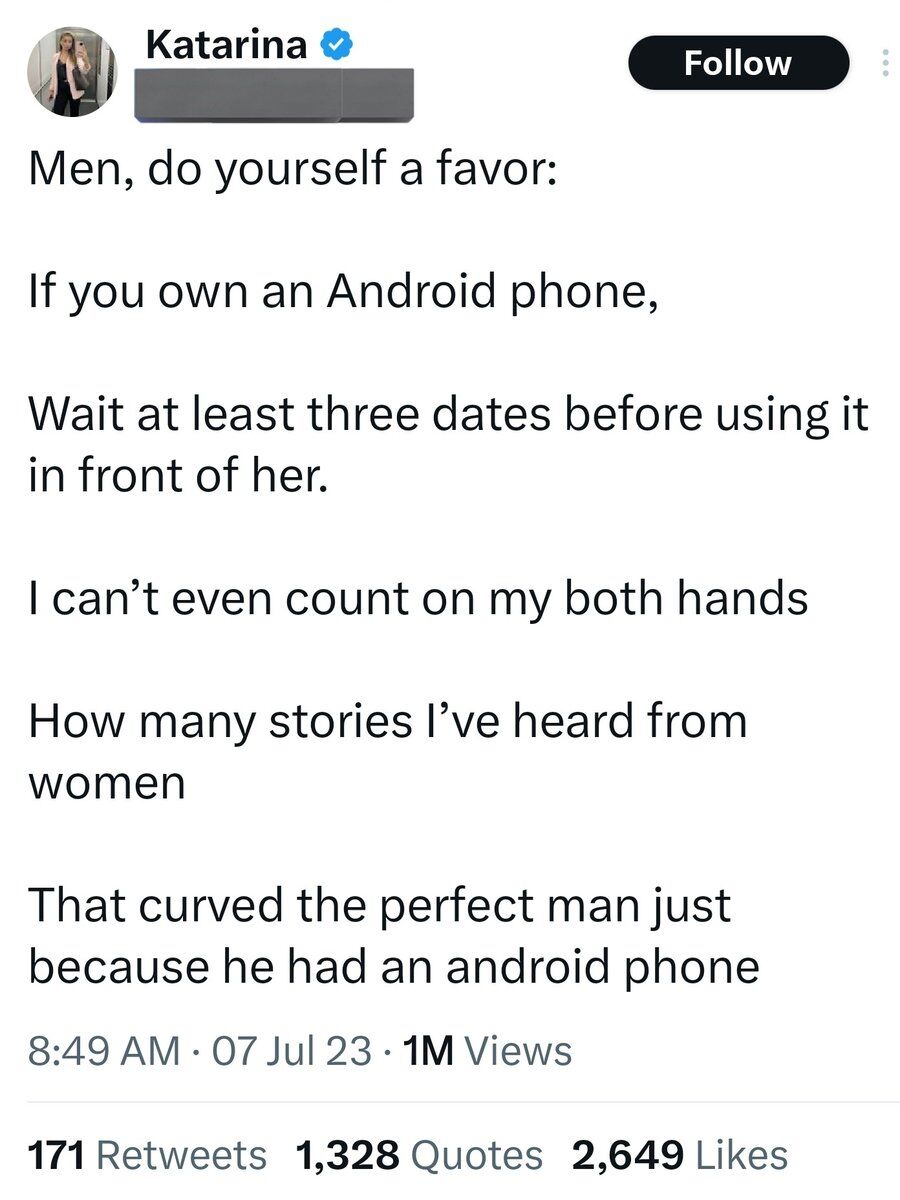 Katarina
Follow
Men, do yourself a favor:
If you own an Android phone,
Wait at least three dates before using it
in front of her.
I can’t even count on my both hands
How many stories I’ve heard from
women
That curved the perfect man just
because he had an android phone
8:49 AM · 07 Jul 23 · 1M Views
171 Retweets 1,328 Quotes 2,649 Likes